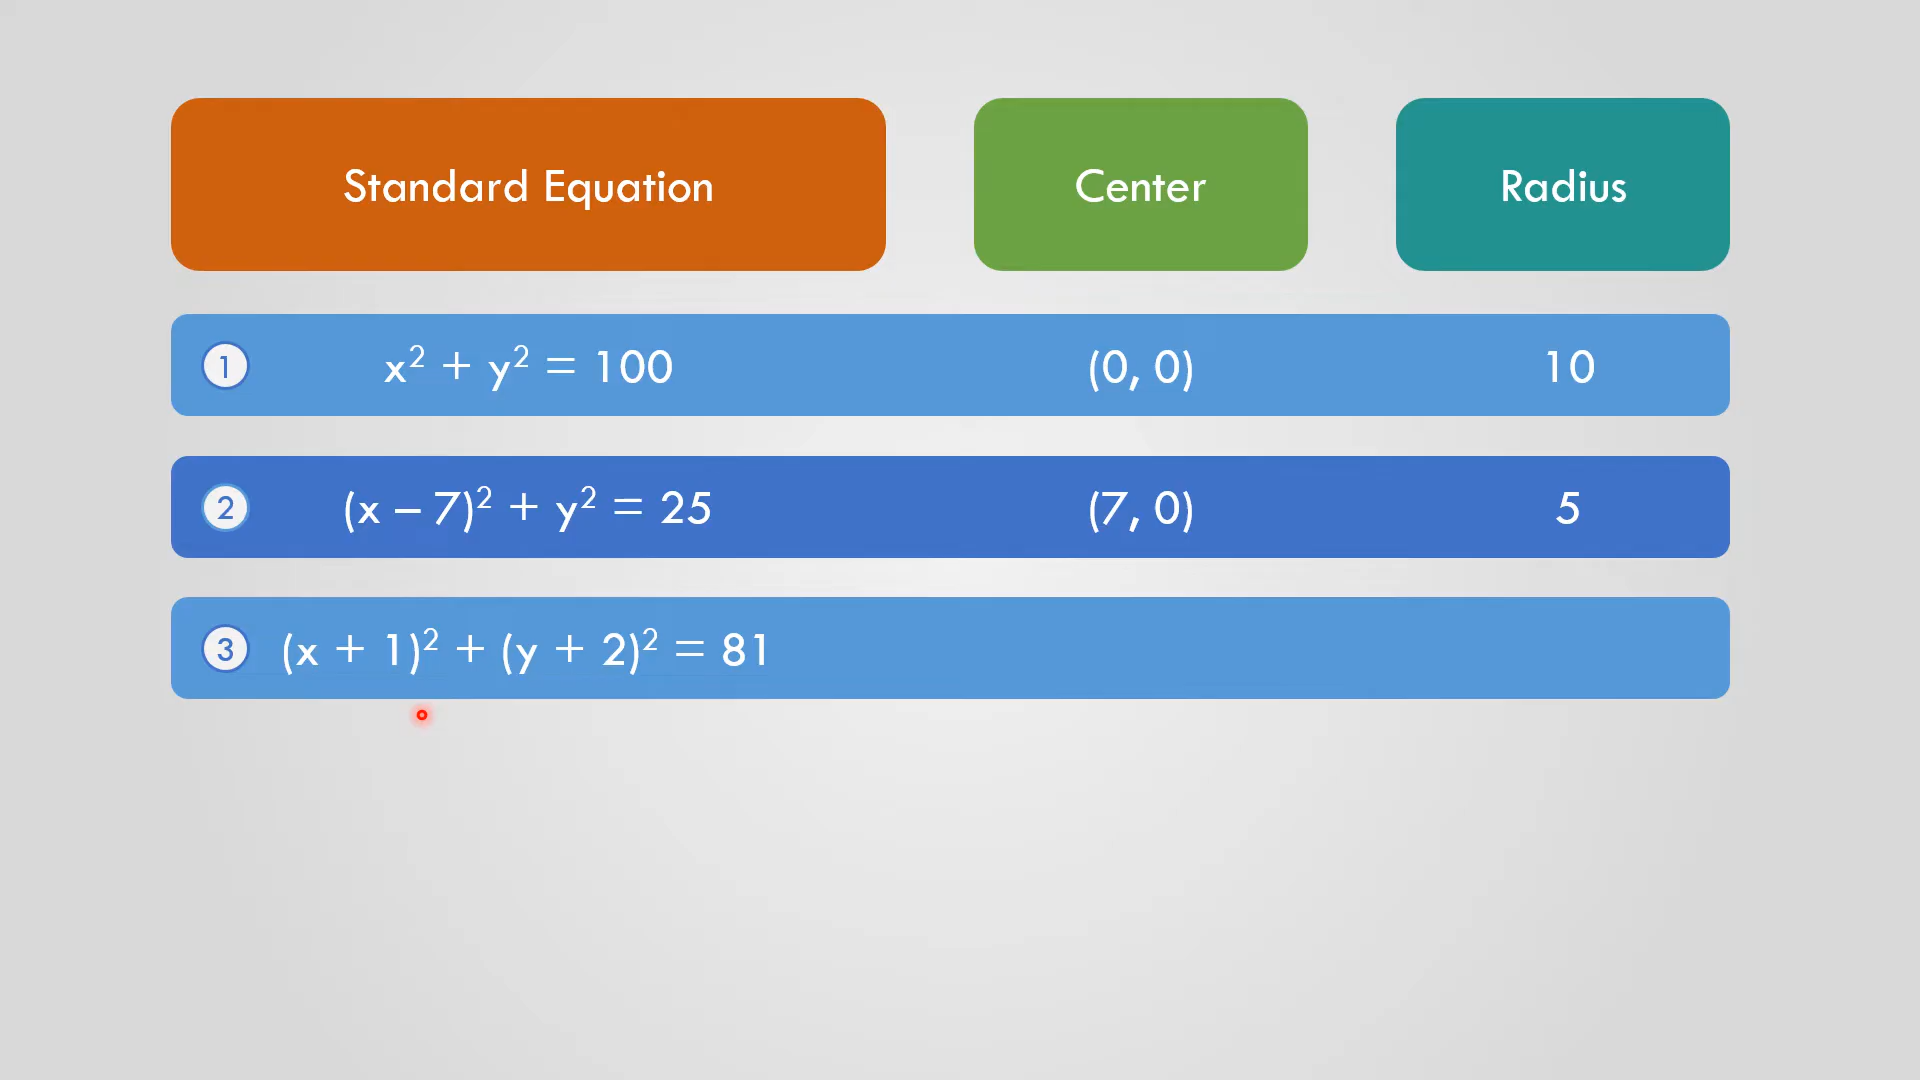 Standard Equation Center Radius
1 x² + y² = 100 (0, 0) 10
2 (x – 7)² + y² = 25 (7, 0) 5
3 (x + 1)² + (y + 2)² = 81